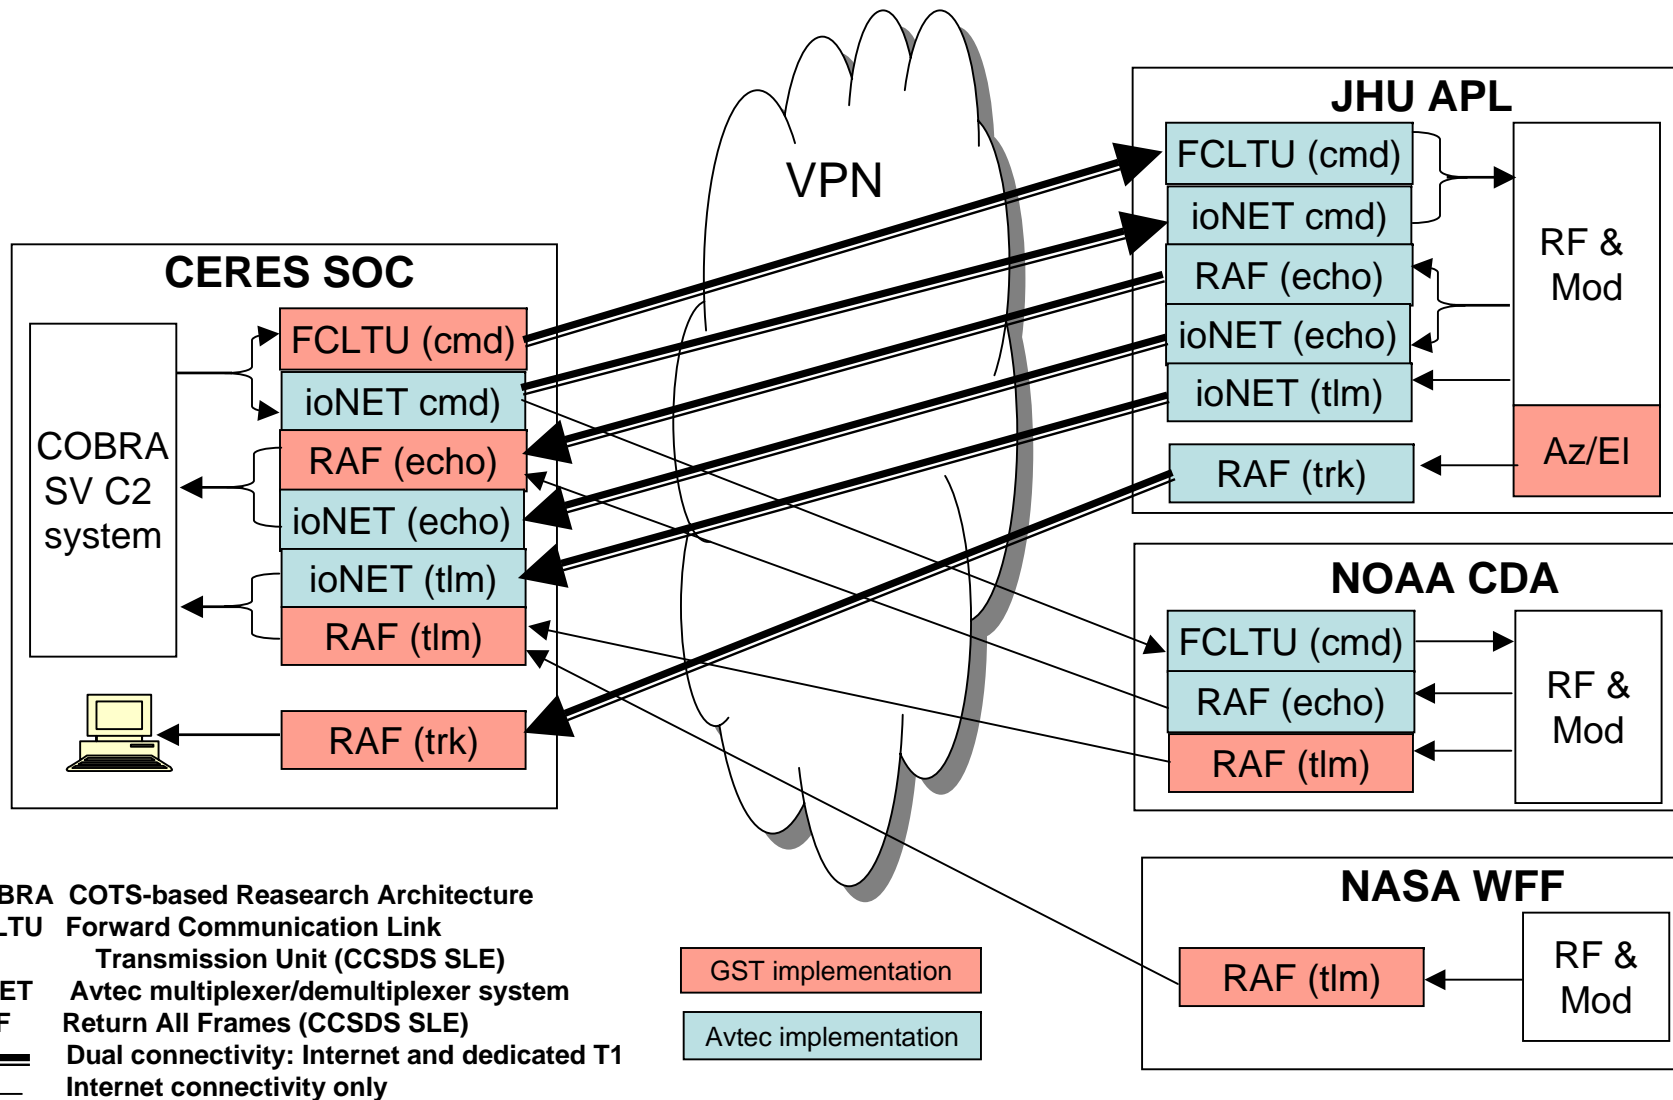 VPN
CERES SOC
COBRA
SV C2
system
FCLTU (cmd)
ioNET cmd)
RAF (echo)
ioNET (echo)
ioNET (tlm)
RAF (tlm)
RAF (trk)
JHU APL
FCLTU (cmd)
ioNET cmd)
RAF (echo)
ioNET (echo)
ioNET (tlm)
RAF (trk)
RF &
Mod
Az/El
NOAA CDA
FCLTU (cmd)
RAF (echo)
RAF (tlm)
RF &
Mod
NASA WFF
RAF (tlm)
RF &
Mod
BRA COTS-based Reasearch Architecture
LTU Forward Communication Link
Transmission Unit (CCSDS SLE)
ET Avtec multiplexer/demultiplexer system
F Return All Frames (CCSDS SLE)
Dual connectivity: Internet and dedicated T1
Internet connectivity only
GST implementation
Avtec implementation